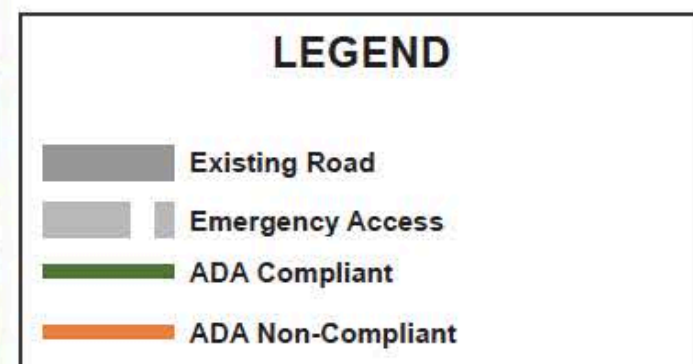 LEGEND
Existing Road
Emergency Access
ADA Compliant
ADA Non-Compliant